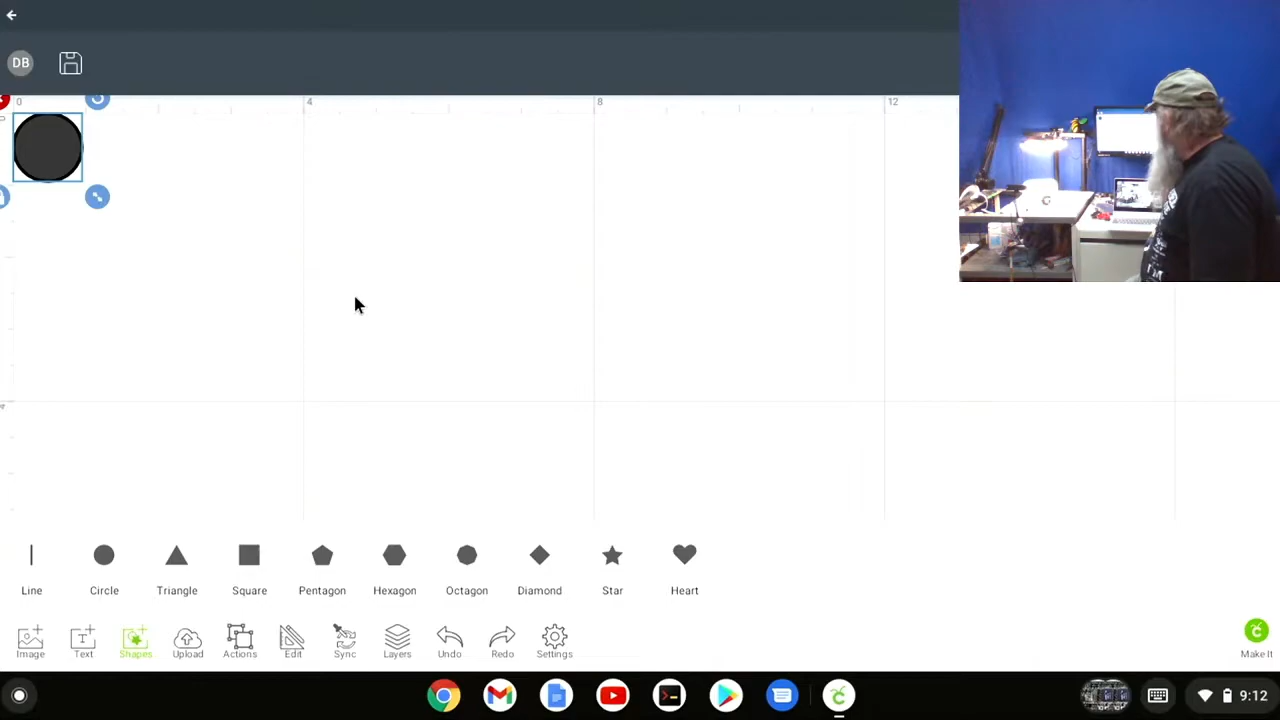 DB
0 4 8 12
0
Line Circle Triangle Square Pentagon Hexagon Octagon Diamond Star Heart
Image Text Shapes Upload Actions Edit Sync Layers Undo Redo Settings Make It
9:12